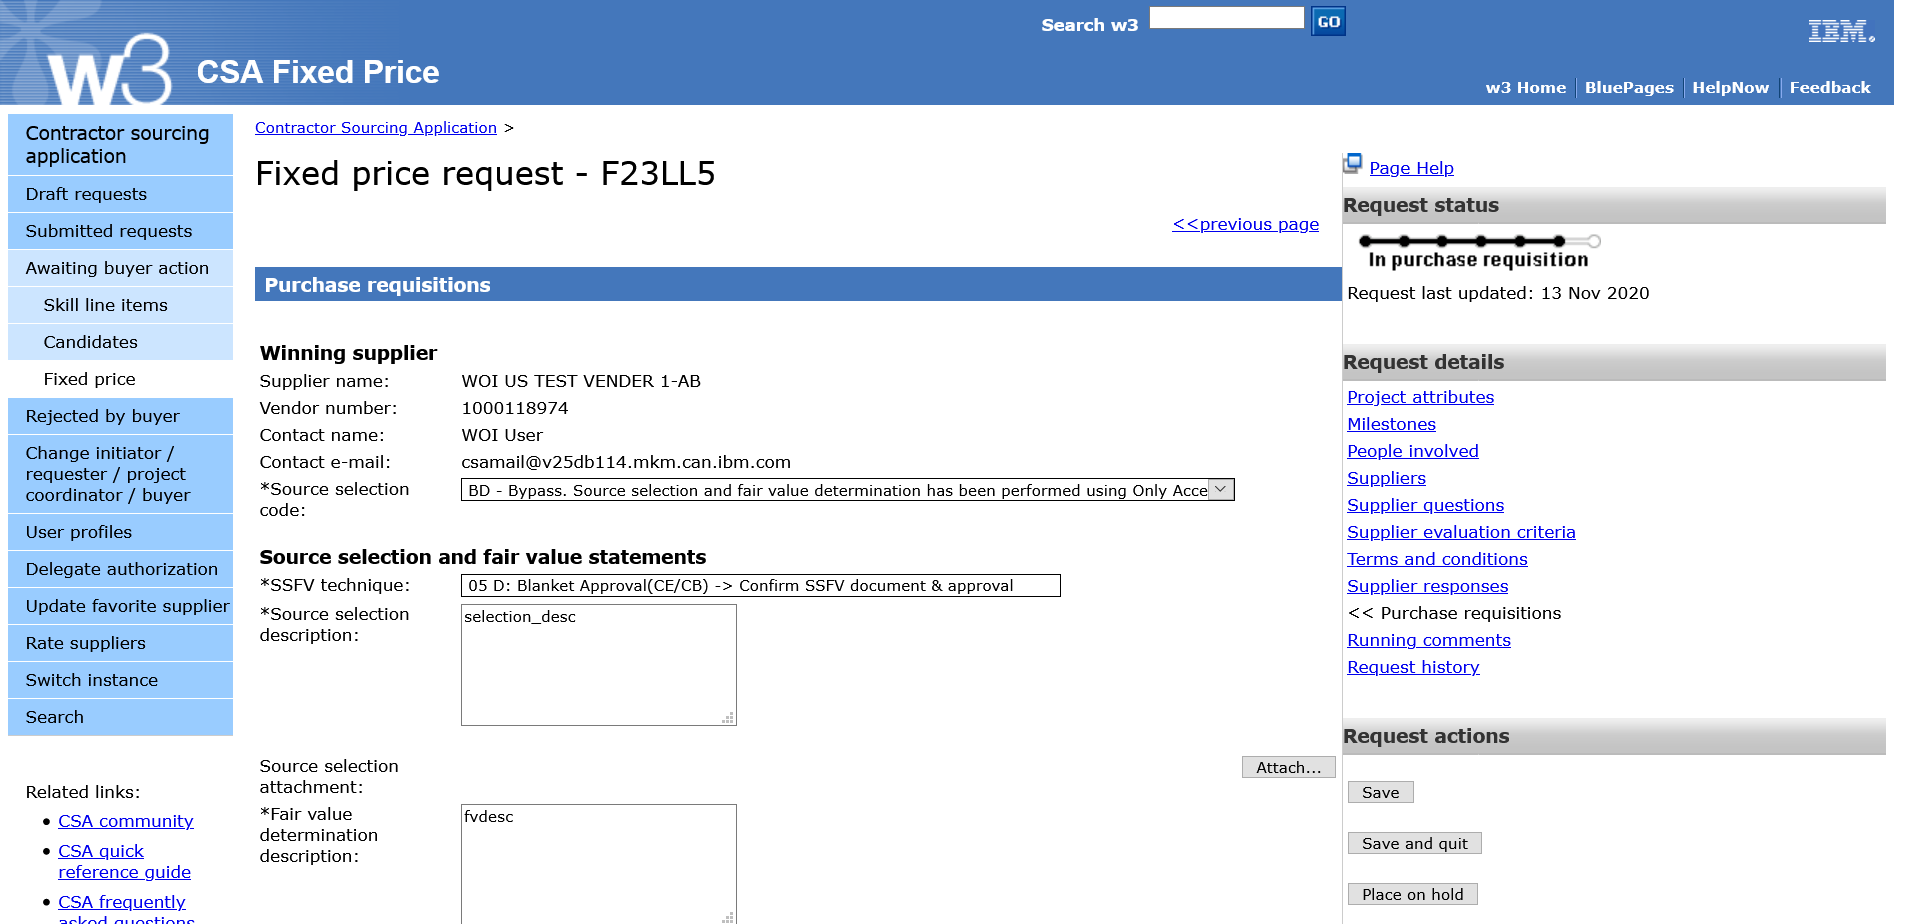 Search w3
GO
IBM.
w3
CSA Fixed Price
w3 Home
BluePages
HelpNow
Feedback
Contractor sourcing
application
Draft requests
Submitted requests
Awaiting buyer action
Skill line items
Candidates
Fixed price
Rejected by buyer
Change initiator /
requester / project
coordinator / buyer
User profiles
Delegate authorization
Update favorite supplier
Rate suppliers
Switch instance
Search
Related links:
CSA community
CSA quick
reference guide
CSA frequently
asked questions
Contractor Sourcing Application >
Fixed price request - F23LL5
<<previous page
Purchase requisitions
Winning supplier
Supplier name: WOI US TEST VENDER 1-AB
Vendor number: 1000118974
Contact name: WOI User
Contact e-mail: csamail@v25db114.mkm.can.ibm.com
*Source selection
code:
BD - Bypass. Source selection and fair value determination has been performed using Only Acce
Source selection and fair value statements
*SSFV technique: 05 D: Blanket Approval(CE/CB) -> Confirm SSFV document & approval
*Source selection
description:
selection_desc
Source selection
attachment:
Attach...
*Fair value
determination
description:
fvdesc
Page Help
Request status
In purchase requisition
Request last updated: 13 Nov 2020
Request details
Project attributes
Milestones
People involved
Suppliers
Supplier questions
Supplier evaluation criteria
Terms and conditions
Supplier responses
<< Purchase requisitions
Running comments
Request history
Request actions
Save
Save and quit
Place on hold